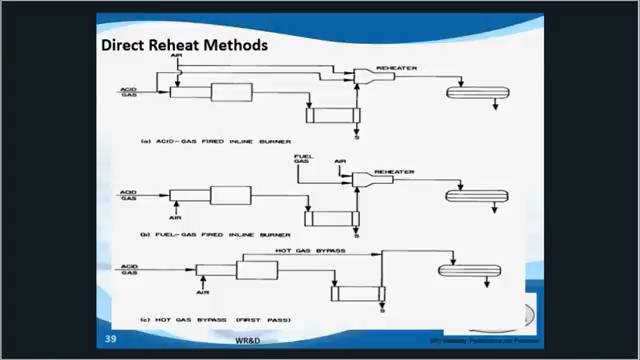 Direct Reheat Methods
AIR
REHEATER
ACID
GAS
S
(a) ACID-GAS FIRED INLINE BURNER
FUEL
GAS
AIR
REHEATER
ACID
GAS
AIR
S
(b) FUEL-GAS FIRED INLINE BURNER
HOT GAS BYPASS
ACID
GAS
AIR
S
(c) HOT GAS BYPASS (FIRST PASS)
39
WR&D